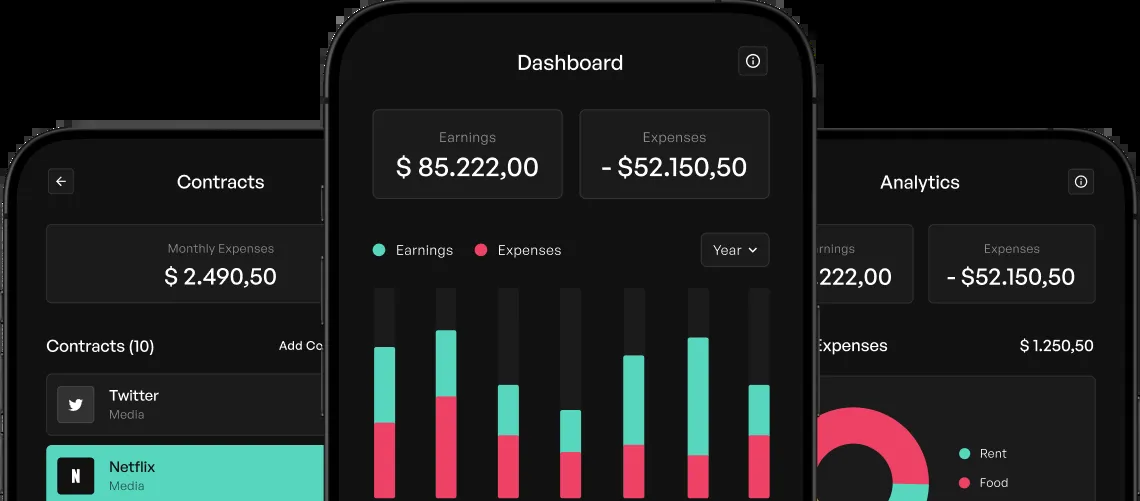 Contracts
Monthly Expenses
$ 2.490,50
Contracts (10)
Add
Twitter
Media
N
Netflix
Media
Dashboard
Earnings
$ 85.222,00
Expenses
- $52.150,50
Earnings
Expenses
Year
Analytics
222,00
Expenses
- $52.150,50
Expenses
$ 1.250,50
Rent
Food